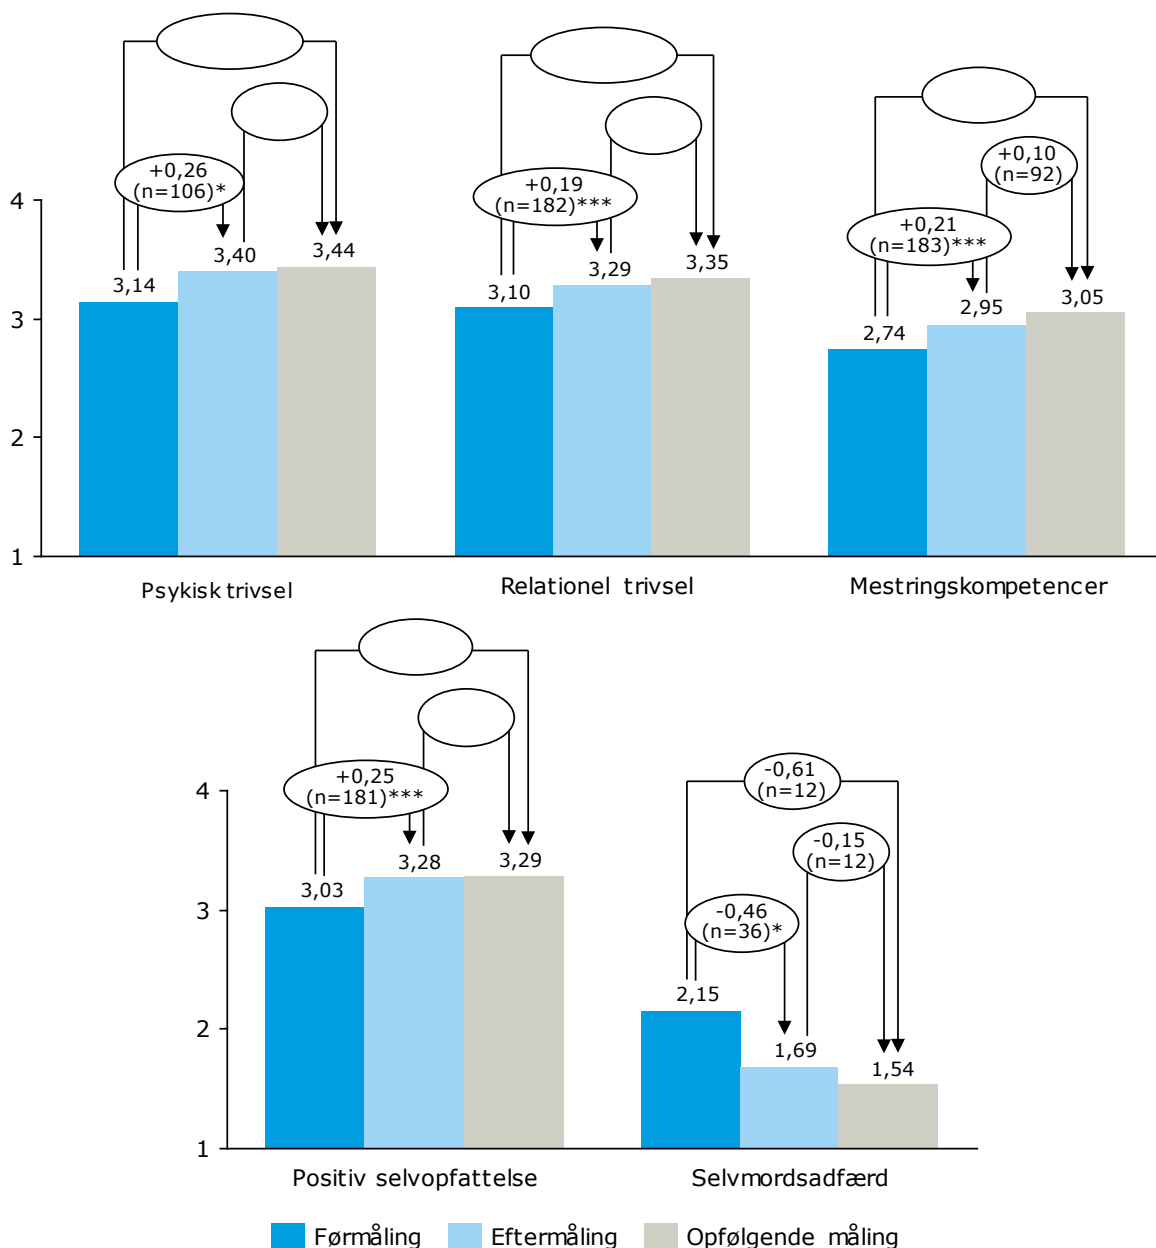 +0,26
(n=106)*
+0,19
(n=182)***
+0,10
(n=92)
+0,21
(n=183)***
4
3
2
1
3,14
3,40
3,44
3,10
3,29
3,35
2,74
2,95
3,05
Psykisk trivsel
Relationel trivsel
Mestringskompetencer
+0,25
(n=181)***
-0,61
(n=12)
-0,15
(n=12)
-0,46
(n=36)*
4
3
2
1
3,03
3,28
3,29
2,15
1,69
1,54
Positiv selvopfattelse
Selvmordsadfærd
Førmåling
Eftermåling
Opfølgende måling